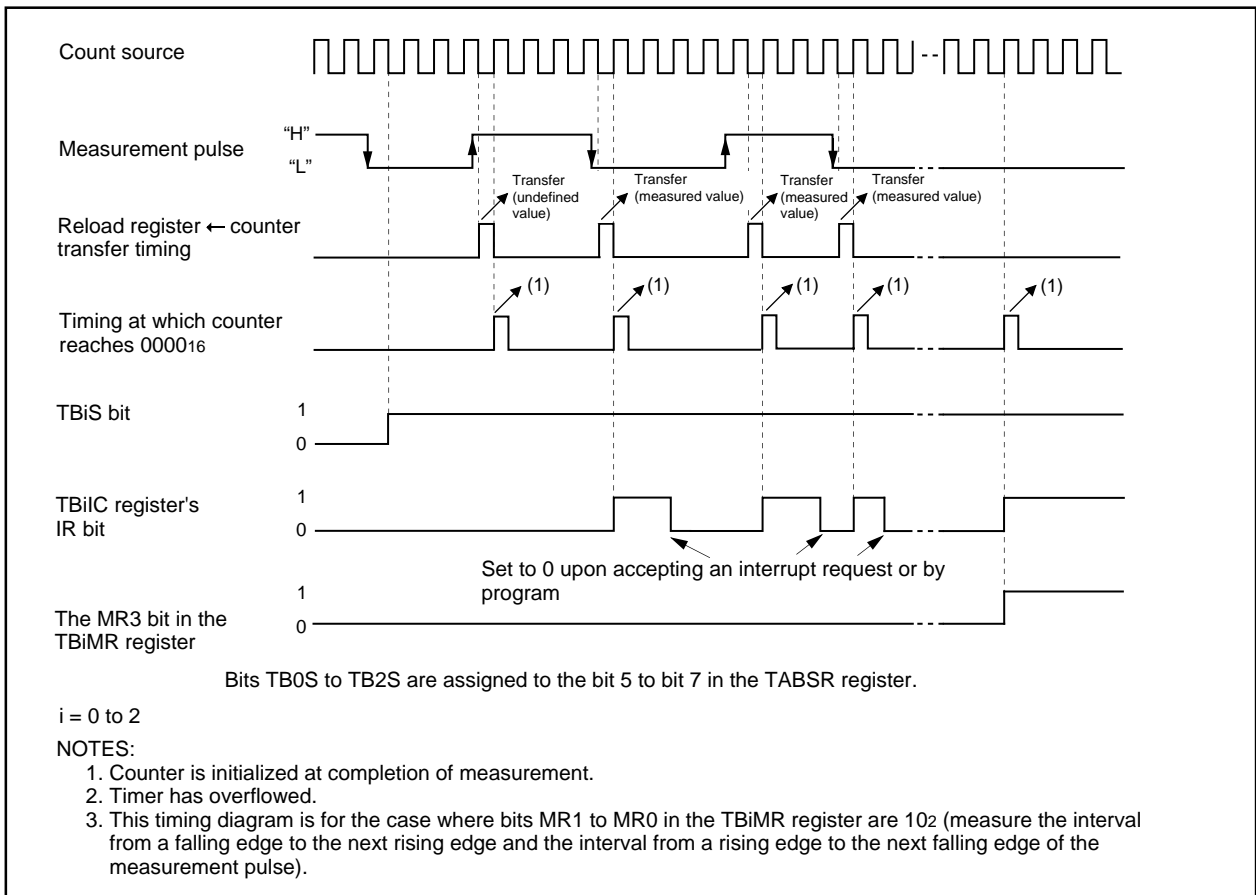 Count source
Measurement pulse
“H”
“L”
Transfer
(undefined
value)
Transfer
(measured value)
Transfer
(measured
value)
Transfer
(measured value)
Reload register ← counter
transfer timing
(1)
(1)
(1)
(1)
(1)
Timing at which counter
reaches 000016
TBiS bit
1
0
TBiIC register's
IR bit
1
0
Set to 0 upon accepting an interrupt request or by
program
The MR3 bit in the
TBiMR register
1
0
Bits TB0S to TB2S are assigned to the bit 5 to bit 7 in the TABSR register.
i = 0 to 2
NOTES:
1. Counter is initialized at completion of measurement.
2. Timer has overflowed.
3. This timing diagram is for the case where bits MR1 to MR0 in the TBiMR register are 102 (measure the interval
from a falling edge to the next rising edge and the interval from a rising edge to the next falling edge of the
measurement pulse).